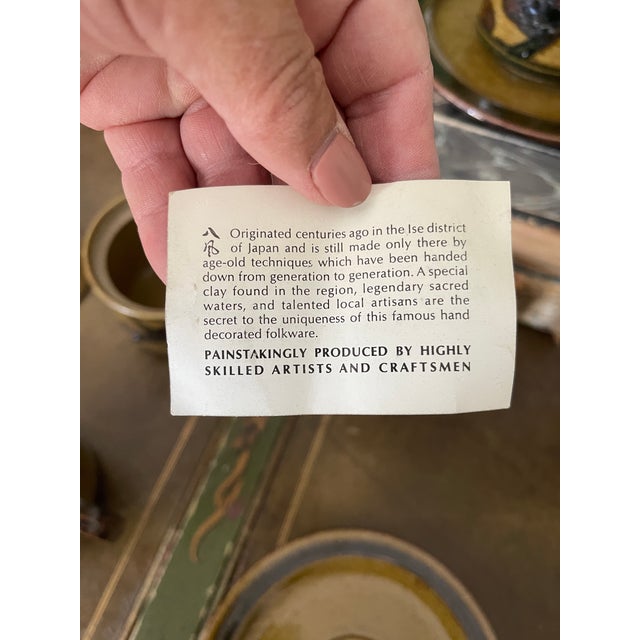 八 Originated centuries ago in the Ise district
風 of Japan and is still made only there by
age-old techniques which have been handed
down from generation to generation. A special
clay found in the region, legendary sacred
waters, and talented local artisans are the
secret to the uniqueness of this famous hand
decorated folkware.
PAINSTAKINGLY PRODUCED BY HIGHLY
SKILLED ARTISTS AND CRAFTSMEN